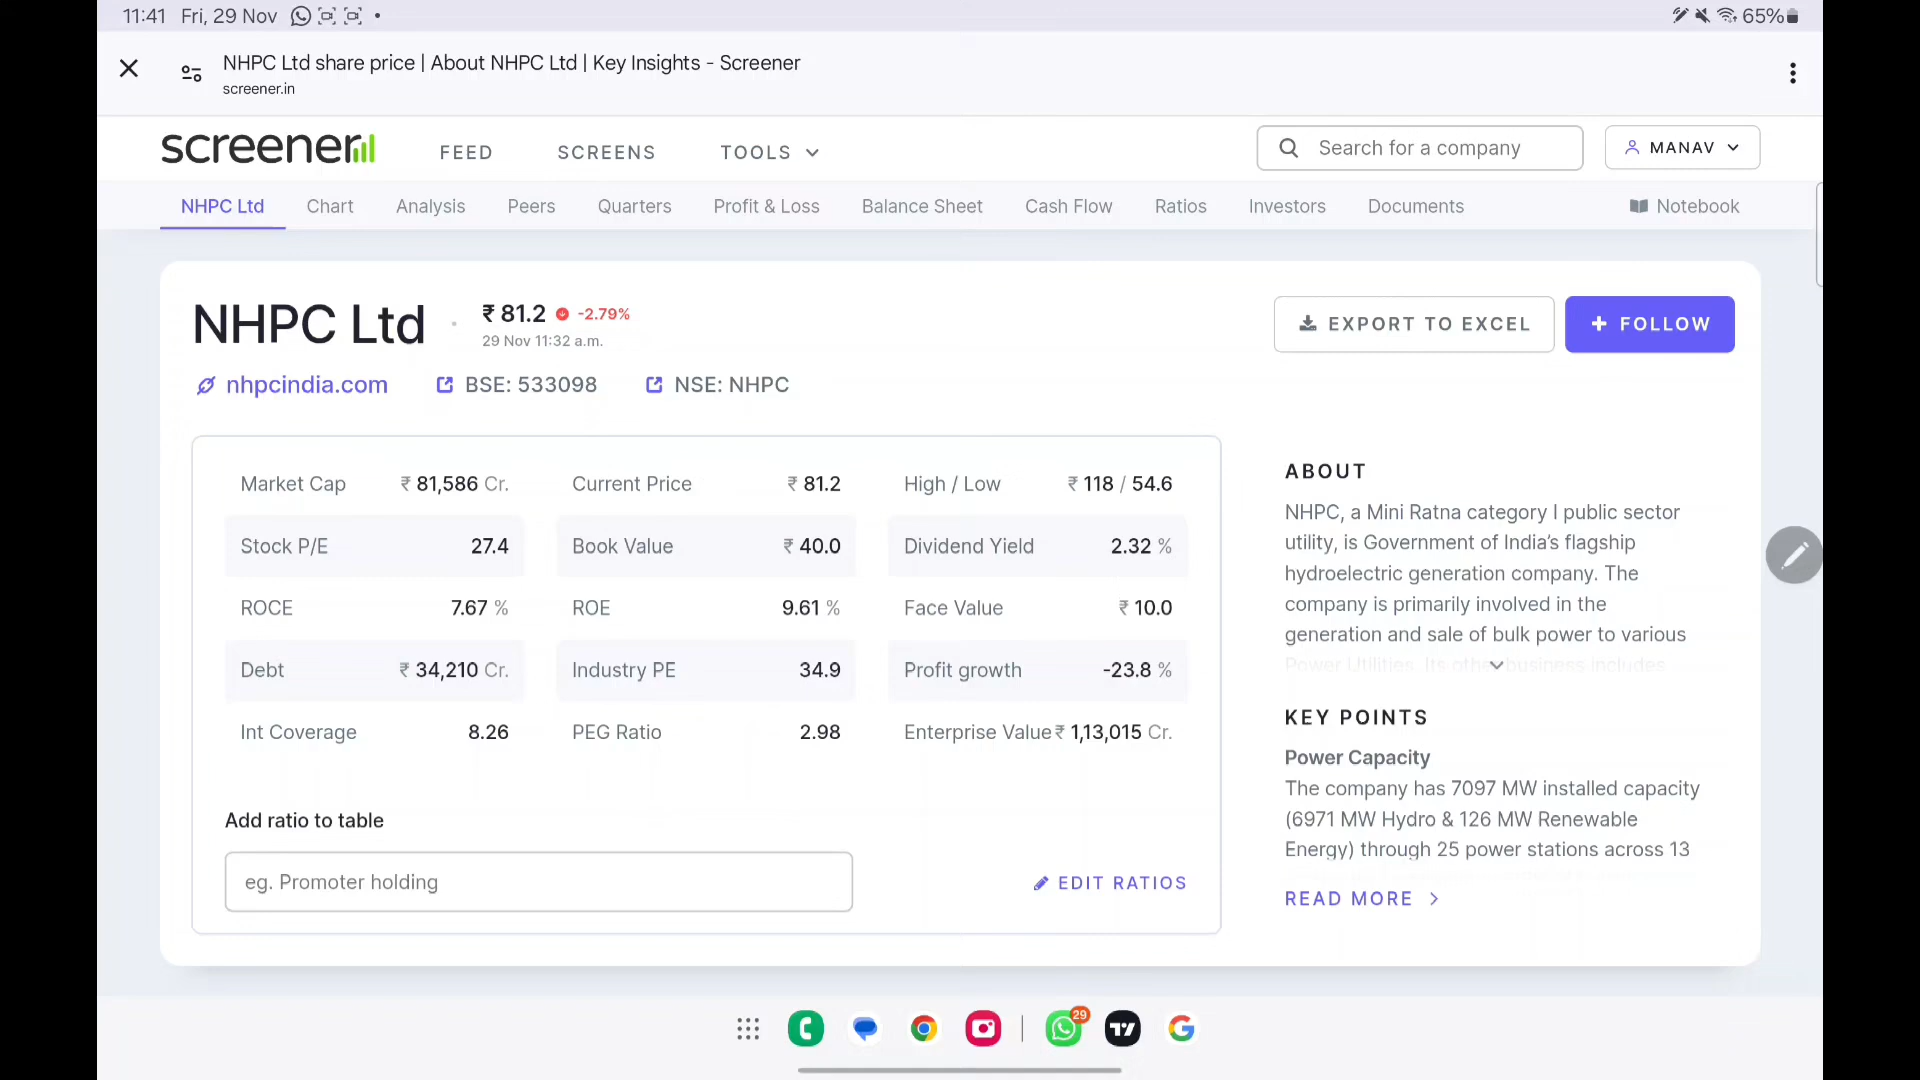 11:41 Fri, 29 Nov
65%
NHPC Ltd share price | About NHPC Ltd | Key Insights - Screener
screener.in
screener FEED SCREENS TOOLS Search for a company MANAV
NHPC Ltd Chart Analysis Peers Quarters Profit & Loss Balance Sheet Cash Flow Ratios Investors Documents Notebook
NHPC Ltd
₹ 81.2 -2.79%
29 Nov 11:32 a.m.
EXPORT TO EXCEL
+ FOLLOW
nhpcindia.com BSE: 533098 NSE: NHPC
Market Cap ₹ 81,586 Cr. Current Price ₹ 81.2 High / Low ₹ 118 / 54.6
Stock P/E 27.4 Book Value ₹ 40.0 Dividend Yield 2.32 %
ROCE 7.67 % ROE 9.61 % Face Value ₹ 10.0
Debt ₹ 34,210 Cr. Industry PE 34.9 Profit growth -23.8 %
Int Coverage 8.26 PEG Ratio 2.98 Enterprise Value ₹ 1,13,015 Cr.
Add ratio to table
eg. Promoter holding
EDIT RATIOS
ABOUT
NHPC, a Mini Ratna category I public sector
utility, is Government of India's flagship
hydroelectric generation company. The
company is primarily involved in the
generation and sale of bulk power to various
Power Utilities. Its other business includes
KEY POINTS
Power Capacity
The company has 7097 MW installed capacity
(6971 MW Hydro & 126 MW Renewable
Energy) through 25 power stations across 13
READ MORE
29